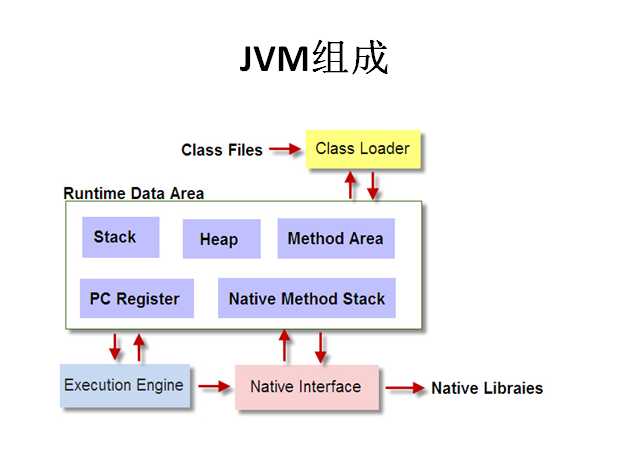 JVM组成
Class Files
Class Loader
Runtime Data Area
Stack
Heap
Method Area
PC Register
Native Method Stack
Execution Engine
Native Interface
Native Libraies